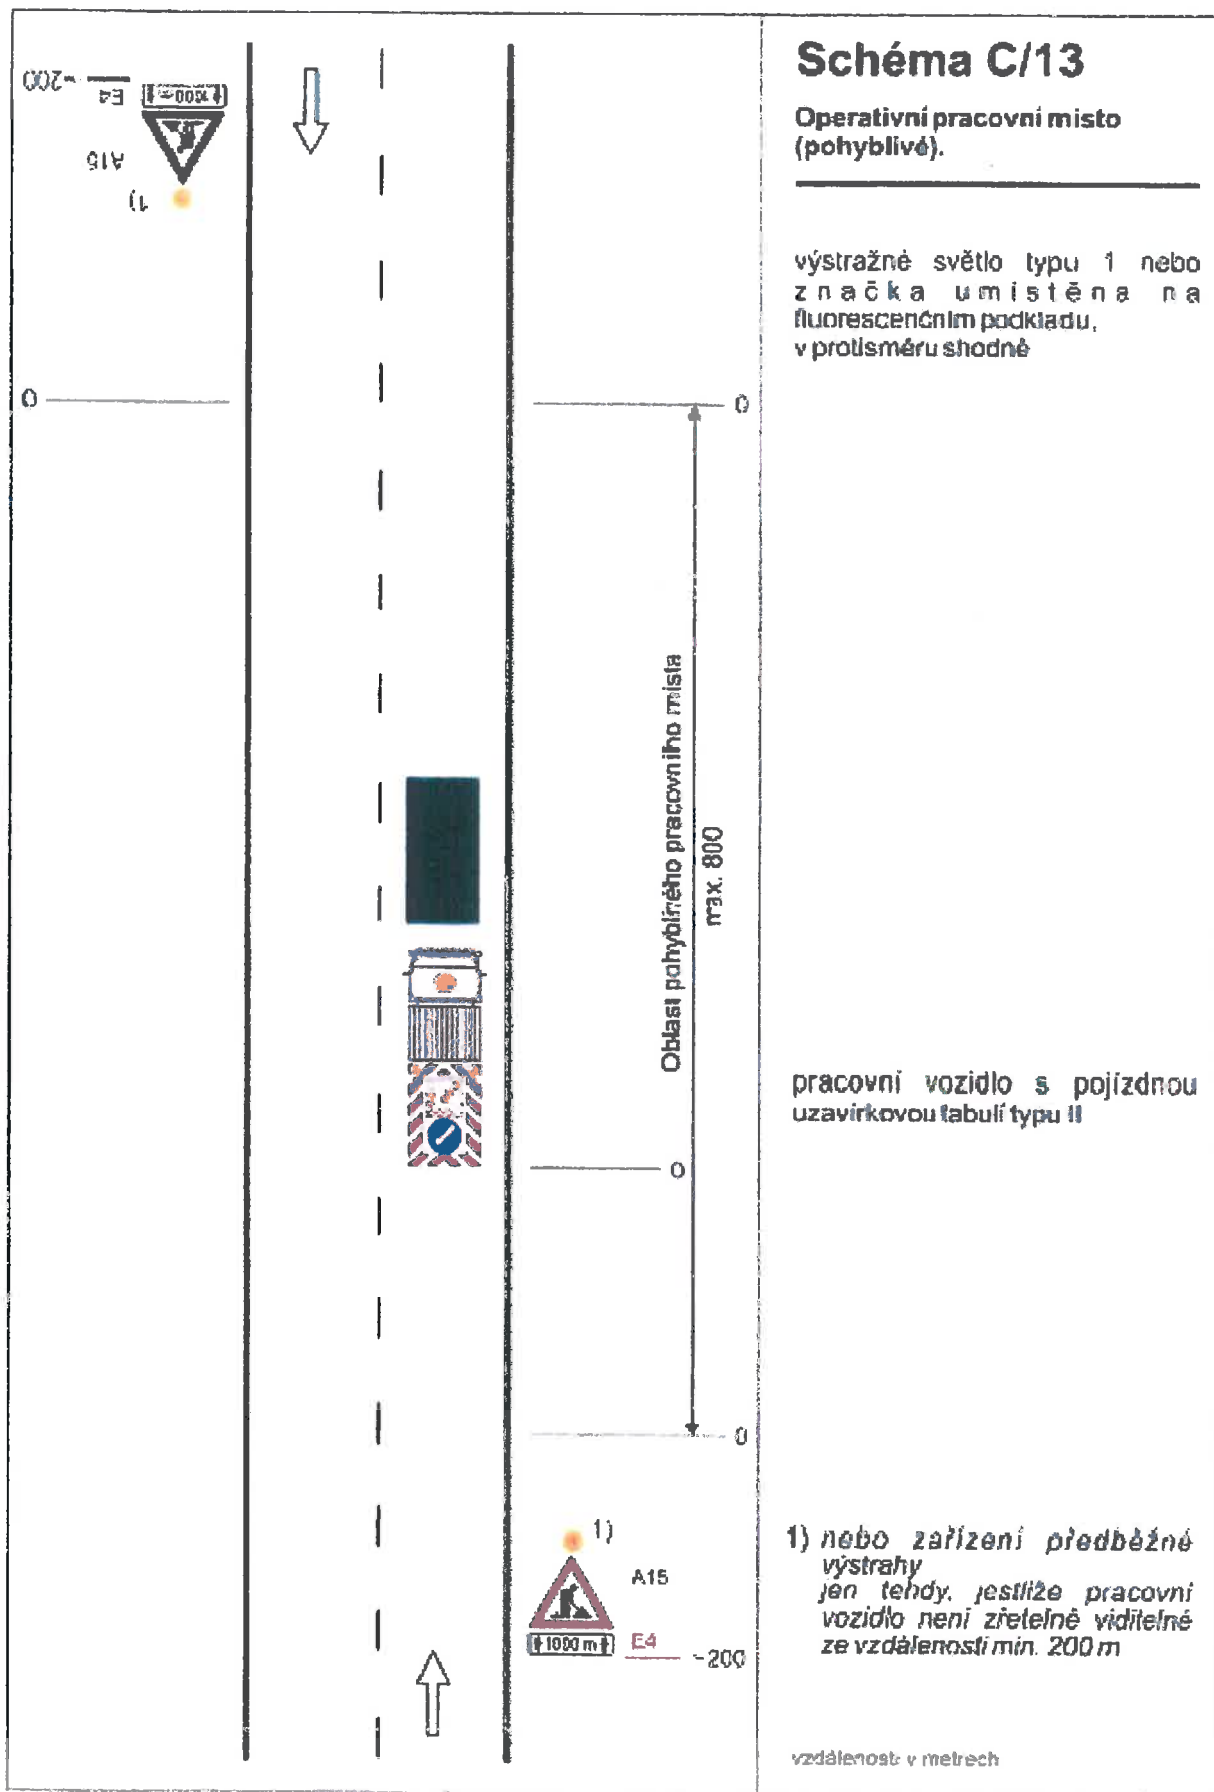 Schéma C/13
Operativní pracovní místo
(pohyblivé).
výstražné světlo typu 1 nebo
značka umístěna na
fluorescenčním podkladu,
v protisměru shodně
~200
E4
1000 m
A15
1)
0
0
Oblast pohyblného pracovního místa
max. 800
pracovní vozidlo s pojízdnou
uzavírkovou tabulí typu II
0
0
1)
A15
1000 m
E4
~200
1) nebo zařízení předběžné
výstrahy
jen tehdy, jestliže pracovní
vozidlo není zřetelně viditelné
ze vzdálenosti min. 200 m
vzdálenosti v metrech